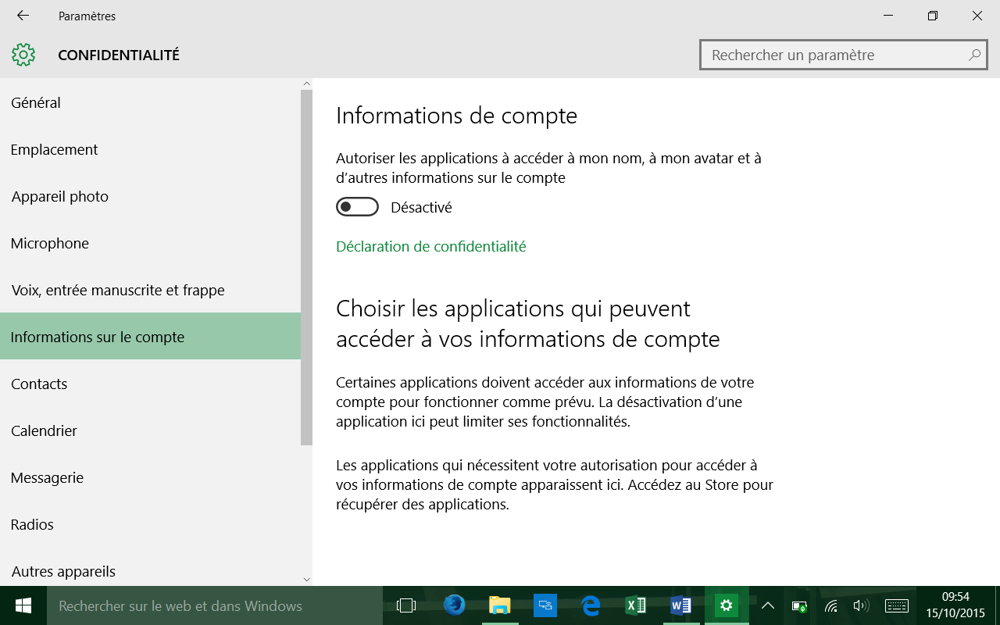 Paramètres
CONFIDENTIALITÉ
Rechercher un paramètre
Général
Emplacement
Appareil photo
Microphone
Voix, entrée manuscrite et frappe
Informations sur le compte
Contacts
Calendrier
Messagerie
Radios
Autres appareils
Informations de compte
Autoriser les applications à accéder à mon nom, à mon avatar et à
d’autres informations sur le compte
Désactivé
Déclaration de confidentialité
Choisir les applications qui peuvent
accéder à vos informations de compte
Certaines applications doivent accéder aux informations de votre
compte pour fonctionner comme prévu. La désactivation d’une
application ici peut limiter ses fonctionnalités.
Les applications qui nécessitent votre autorisation pour accéder à
vos informations de compte apparaissent ici. Accédez au Store pour
récupérer des applications.
Rechercher sur le web et dans Windows
09:54
15/10/2015